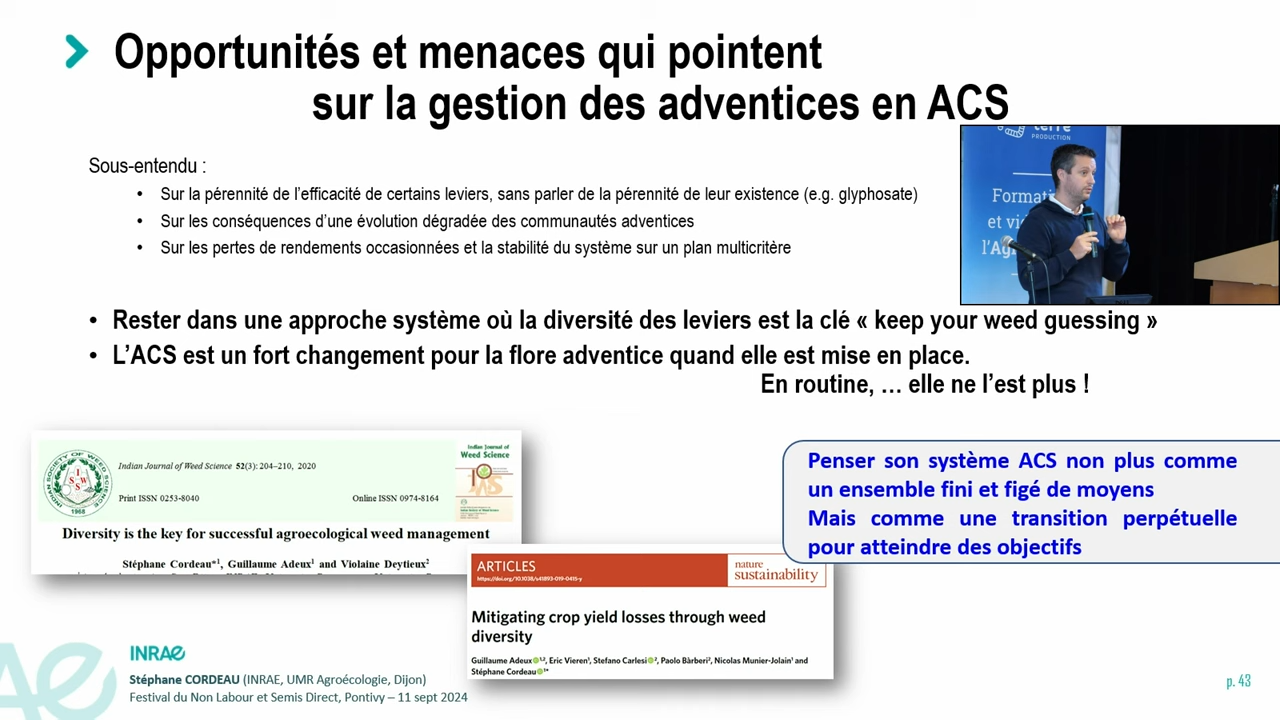 Opportunités et menaces qui pointent
sur la gestion des adventices en ACS
Sous-entendu :
• Sur la pérennité de l'efficacité de certains leviers, sans parler de la pérennité de leur existence (e.g. glyphosate)
• Sur les conséquences d'une évolution dégradée des communautés adventices
• Sur les pertes de rendements occasionnées et la stabilité du système sur un plan multicritère
terre
PRODUCTION
Format
et vi
l'Ag
• Rester dans une approche système où la diversité des leviers est la clé « keep your weed guessing »
• L'ACS est un fort changement pour la flore adventice quand elle est mise en place.
En routine, … elle ne l'est plus !
Indian Journal of Weed Science 52(3): 204–210, 2020
Print ISSN 0253-8040
Online ISSN 0974-8164
Indian Journal of
Weed Science
Diversity is the key for successful agroecological weed management
Stéphane Cordeau*¹, Guillaume Adeux¹ and Violaine Deytieux²
Penser son système ACS non plus comme
un ensemble fini et figé de moyens
Mais comme une transition perpétuelle
pour atteindre des objectifs
ARTICLES
https://doi.org/10.1038/s41893-019-0415-y
nature
sustainability
Mitigating crop yield losses through weed
diversity
Guillaume Adeux¹,², Eric Vieren¹, Stefano Carlesi², Paolo Bàrberi², Nicolas Munier-Jolain¹ and
Stéphane Cordeau¹*
INRAE
Stéphane CORDEAU (INRAE, UMR Agroécologie, Dijon)
Festival du Non Labour et Semis Direct, Pontivy – 11 sept 2024
p. 43